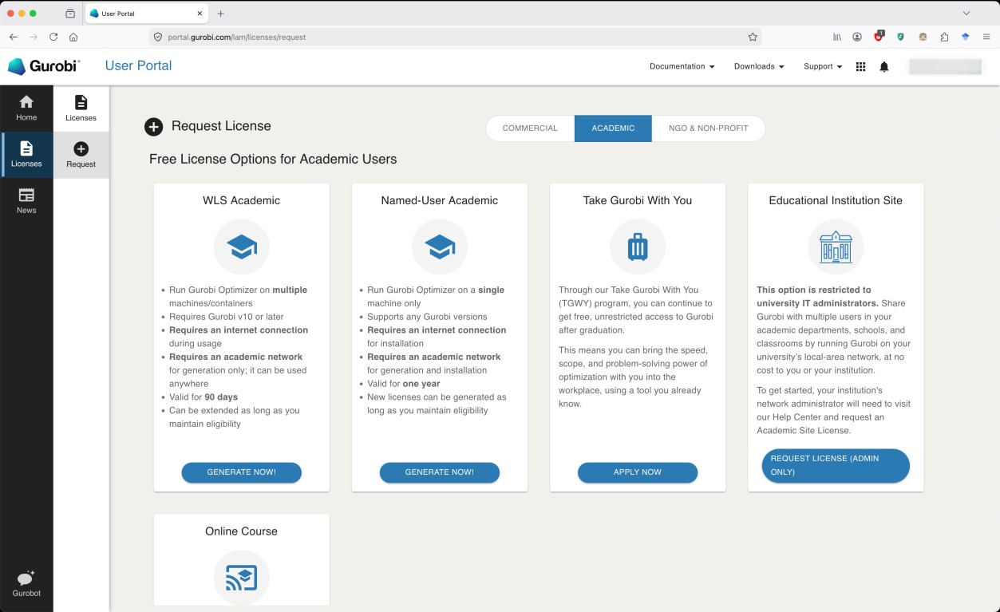 User Portal
portal.gurobi.com/iam/licenses/request
1
Gurobi
User Portal
Documentation
Downloads
Support
Home
Licenses
News
Gurobot
Licenses
Request
Request License
COMMERCIAL
ACADEMIC
NGO & NON-PROFIT
Free License Options for Academic Users
WLS Academic
Run Gurobi Optimizer on multiple
machines/containers
Requires Gurobi v10 or later
Requires an internet connection
during usage
Requires an academic network
for generation only; it can be used
anywhere
Valid for 90 days
Can be extended as long as you
maintain eligibility
GENERATE NOW!
Named-User Academic
Run Gurobi Optimizer on a single
machine only
Supports any Gurobi versions
Requires an internet connection
for installation
Requires an academic network
for generation and installation
Valid for one year
New licenses can be generated as
long as you maintain eligibility
GENERATE NOW!
Take Gurobi With You
Through our Take Gurobi With You
(TGWY) program, you can continue to
get free, unrestricted access to Gurobi
after graduation.
This means you can bring the speed,
scope, and problem-solving power of
optimization with you into the
workplace, using a tool you already
know.
APPLY NOW
Educational Institution Site
This option is restricted to
university IT administrators. Share
Gurobi with multiple users in your
academic departments, schools, and
classrooms by running Gurobi on your
university's local-area network, at no
cost to you or your institution.
To get started, your institution's
network administrator will need to visit
our Help Center and request an
Academic Site License.
REQUEST LICENSE (ADMIN
ONLY)
Online Course